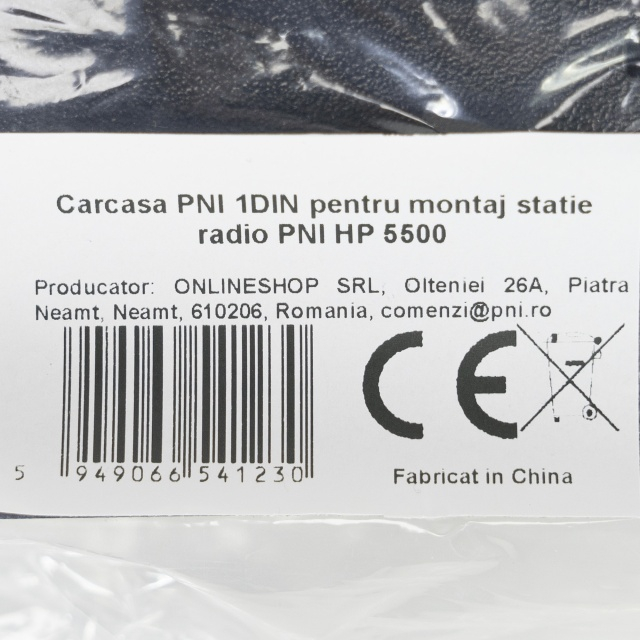 Carcasa PNI 1DIN pentru montaj statie
radio PNI HP 5500
Producator: ONLINESHOP SRL, Olteniei 26A, Piatra
Neamt, Neamt, 610206, Romania, comenzi@pni.ro
CE
5 949066 541230
Fabricat in China